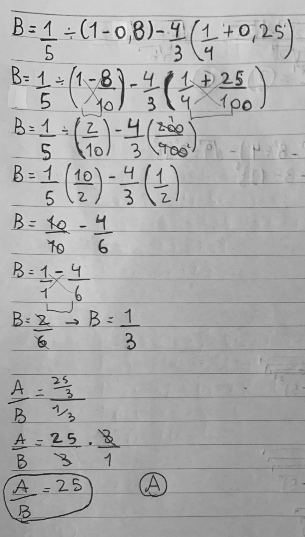 B = 1/5 ÷ (1 - 0,8) - 4/3 (1/4 + 0,25)
B = 1/5 ÷ (1 - 8/10) - 4/3 (1/4 + 25/100)
B = 1/5 ÷ (2/10) - 4/3 (200/400)
B = 1/5 (10/2) - 4/3 (1/2)
B = 10/10 - 4/6
B = 1/1 - 4/6
B = 2/6 → B = 1/3
A/B = 25/3 / 1/3
A/B = 25/3 . 3/1
A/B = 25 A